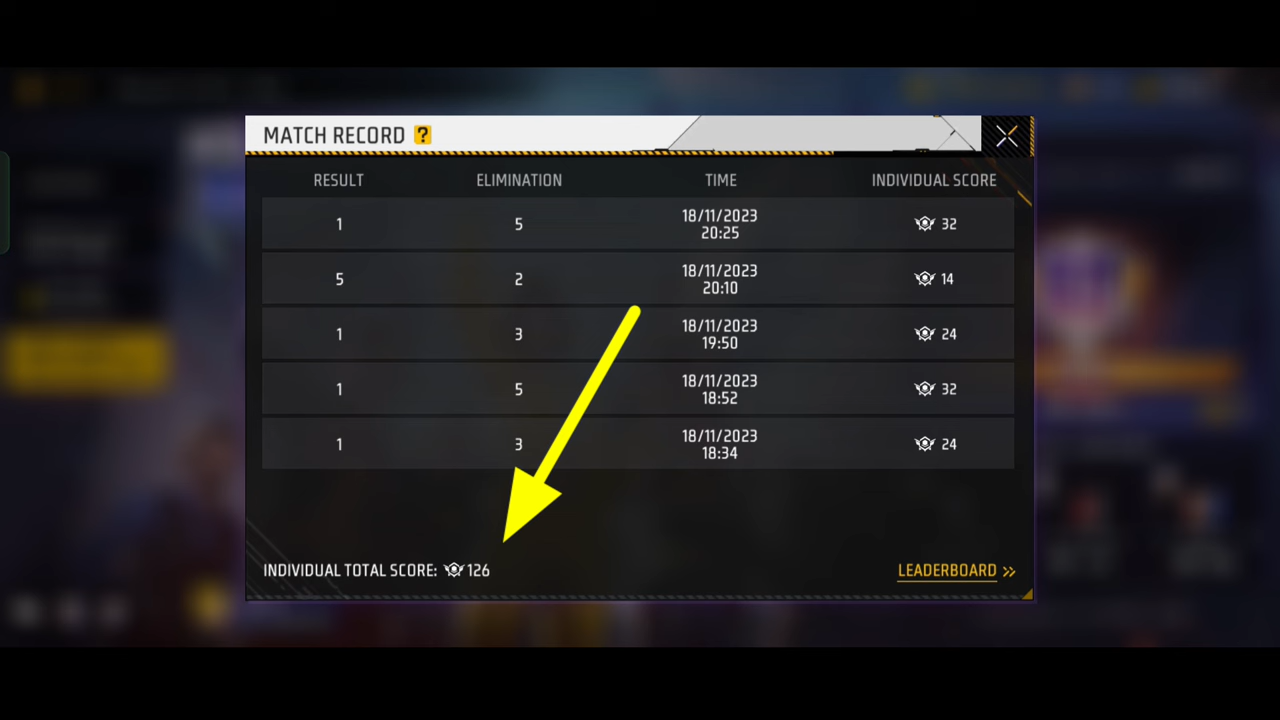 MATCH RECORD ?
RESULT ELIMINATION TIME INDIVIDUAL SCORE
1 5 18/11/2023 32
20:25
5 2 18/11/2023 14
20:10
1 3 18/11/2023 24
19:50
1 5 18/11/2023 32
18:52
1 3 18/11/2023 24
18:34
INDIVIDUAL TOTAL SCORE: 126
LEADERBOARD >>